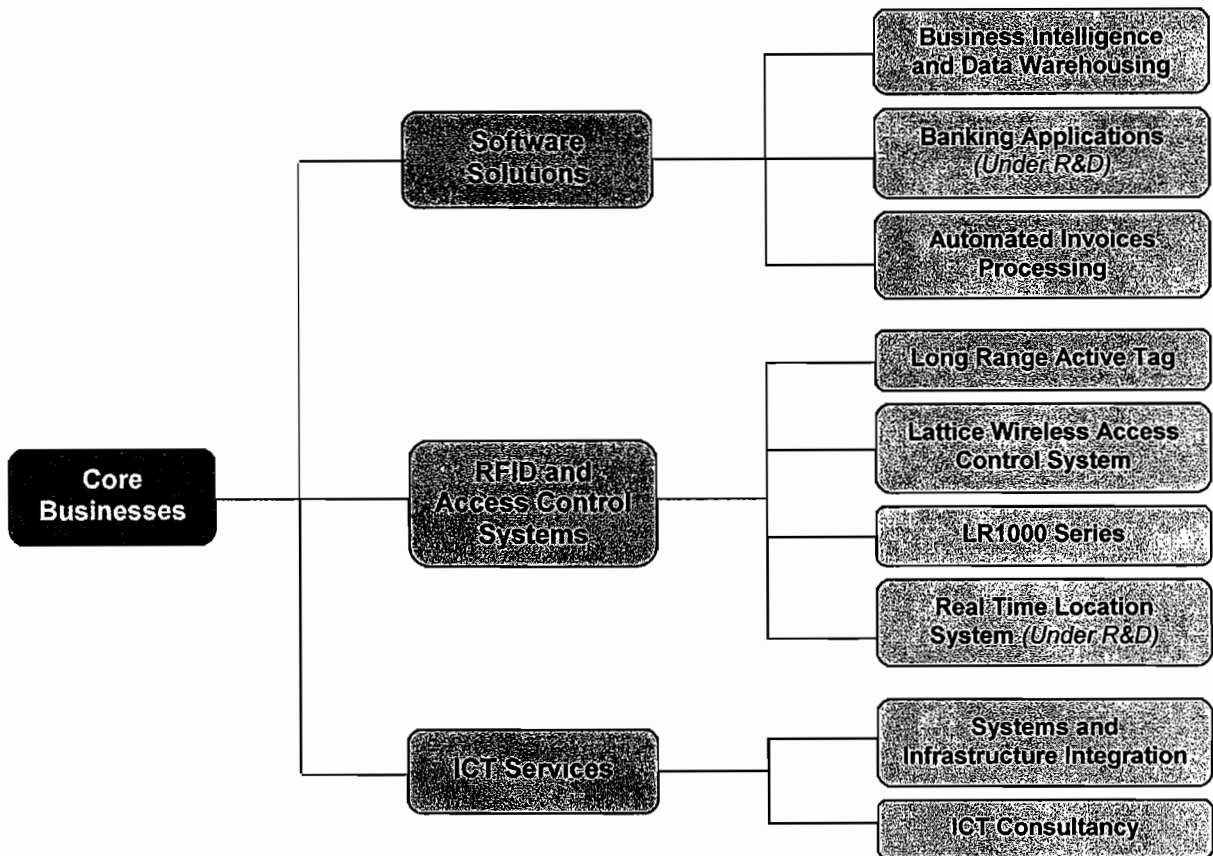 Core
Businesses
Software
Solutions
Business Intelligence
and Data Warehousing
Banking Applications
(Under R&D)
Automated Invoices
Processing
RFID and
Access Control
Systems
Long Range Active Tag
Lattice Wireless Access
Control System
LR1000 Series
Real Time Location
System (Under R&D)
ICT Services
Systems and
Infrastructure Integration
ICT Consultancy